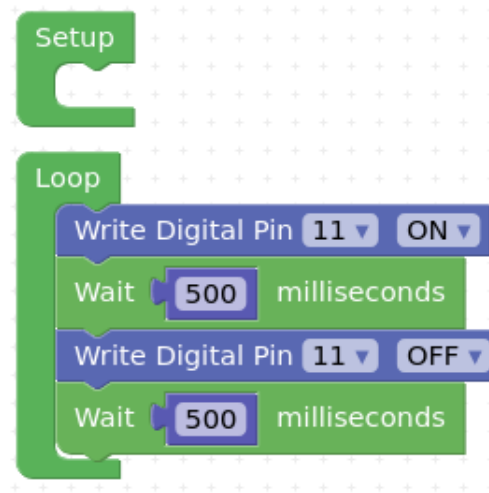 Setup
Loop
Write Digital Pin 11 ▼ ON ▼
Wait 500 milliseconds
Write Digital Pin 11 ▼ OFF ▼
Wait 500 milliseconds